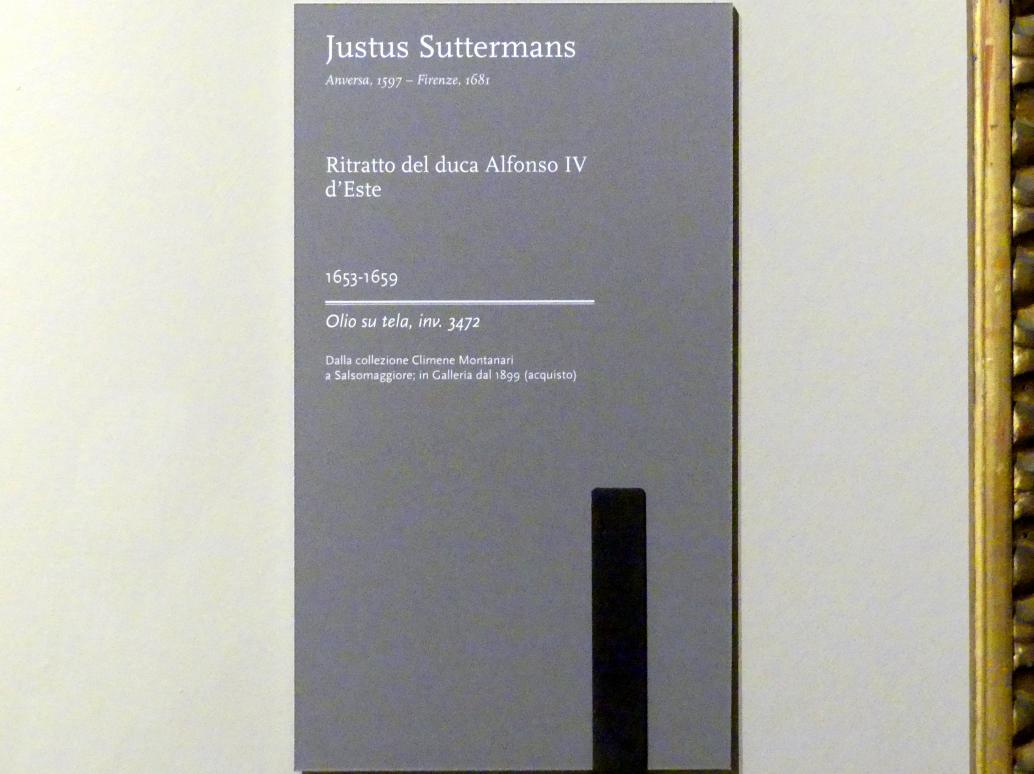 Justus Suttermans
Anversa, 1597 – Firenze, 1681
Ritratto del duca Alfonso IV
d’Este
1653-1659
Olio su tela, inv. 3472
Dalla collezione Climene Montanari
a Salsomaggiore; in Galleria dal 1899 (acquisto)